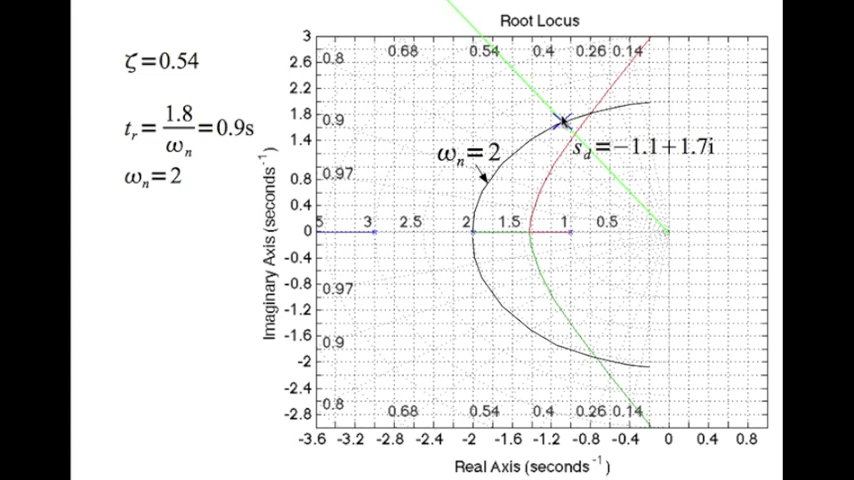 Root Locus
ζ=0.54
t_r = 1.8/ω_n = 0.9s
ω_n=2
3
2.6
2.2
1.8
1.4
0.8
0.4
0
-0.4
-0.8
-1.2
-1.6
-2
-2.4
-2.8
Imaginary Axis (seconds⁻¹)
0.8 0.68 0.54 0.4 0.26 0.14
0.9
ω_n=2
s_d=−1.1+1.7i
0.97
5 3 2.5 2 1.5 1 0.5
0.97
0.9
0.8 0.68 0.54 0.4 0.26 0.14
-3.6 -3.2 -2.8 -2.4 -2 -1.6 -1.2 -0.8 -0.4 0 0.4 0.8
Real Axis (seconds⁻¹)